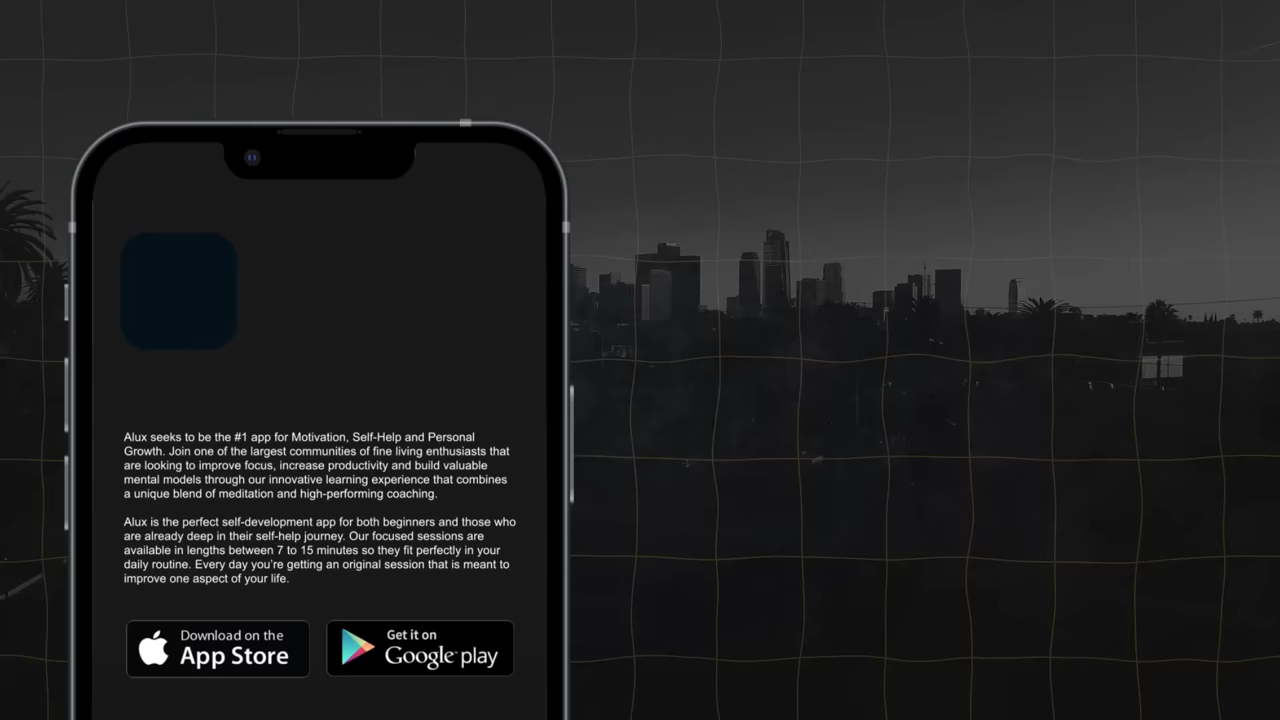 Alux seeks to be the #1 app for Motivation, Self-Help and Personal
Growth. Join one of the largest communities of fine living enthusiasts that
are looking to improve focus, increase productivity and build valuable
mental models through our innovative learning experience that combines
a unique blend of meditation and high-performing coaching.
Alux is the perfect self-development app for both beginners and those who
are already deep in their self-help journey. Our focused sessions are
available in lengths between 7 to 15 minutes so they fit perfectly in your
daily routine. Every day you're getting an original session that is meant to
improve one aspect of your life.
Download on the
App Store
Get it on
Google play